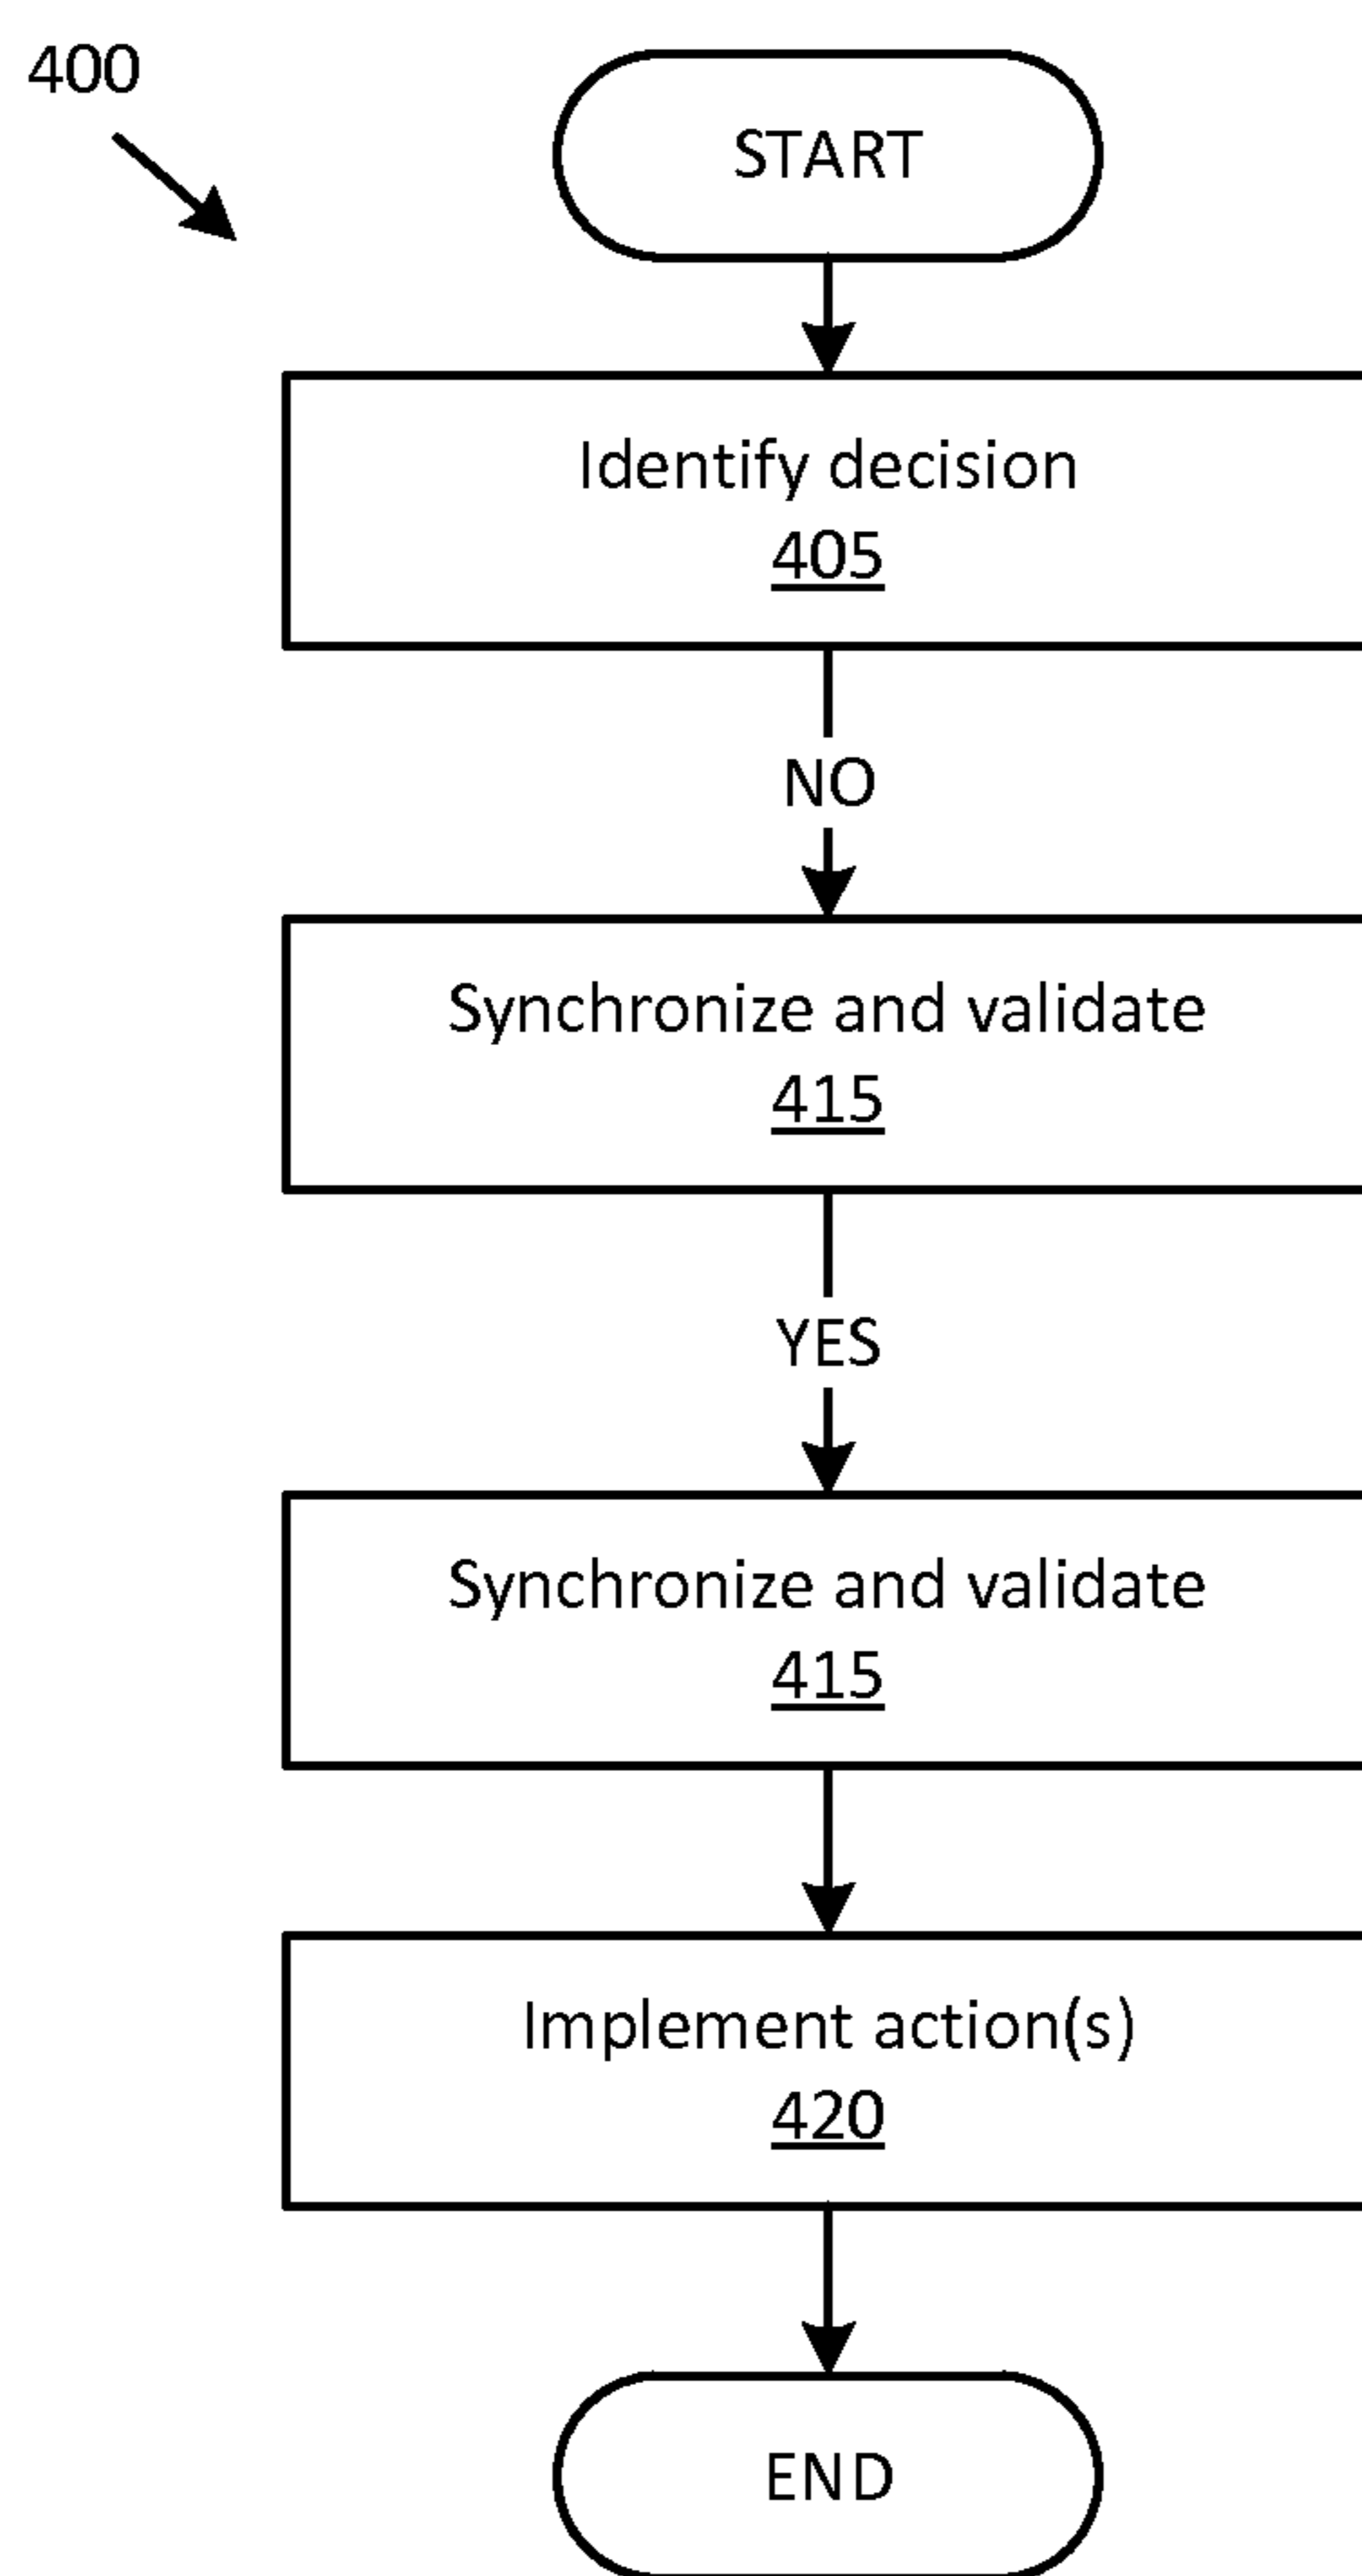 400
START
Identify decision
405
NO
Synchronize and validate
415
YES
Synchronize and validate
415
Implement action(s)
420
END